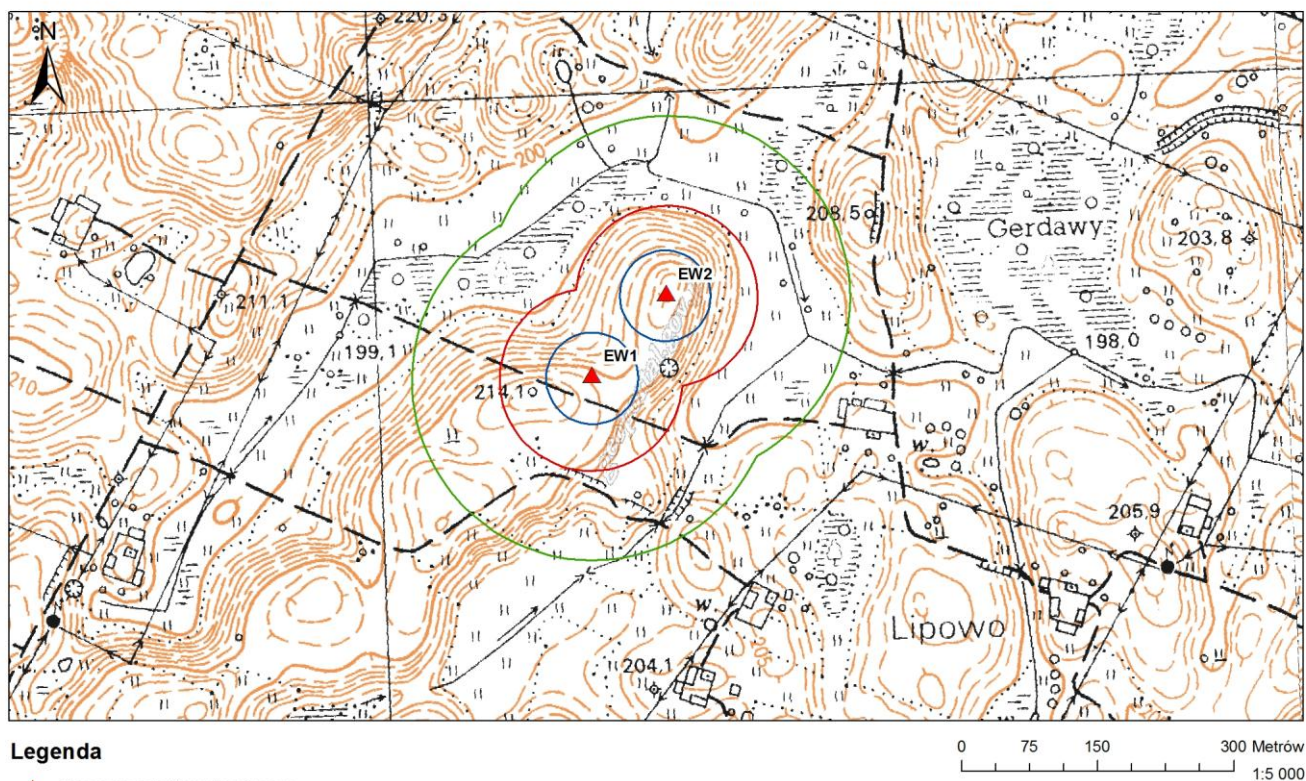 N
220,3
200
208,5
Gerdawy
203,8
EW2
211,1
199,1
EW1
198,0
210
214,1
w
205,9
N
N
w
Lipowo
205
204,1
w
Legenda
0 75 150 300 Metrów
1:5 000